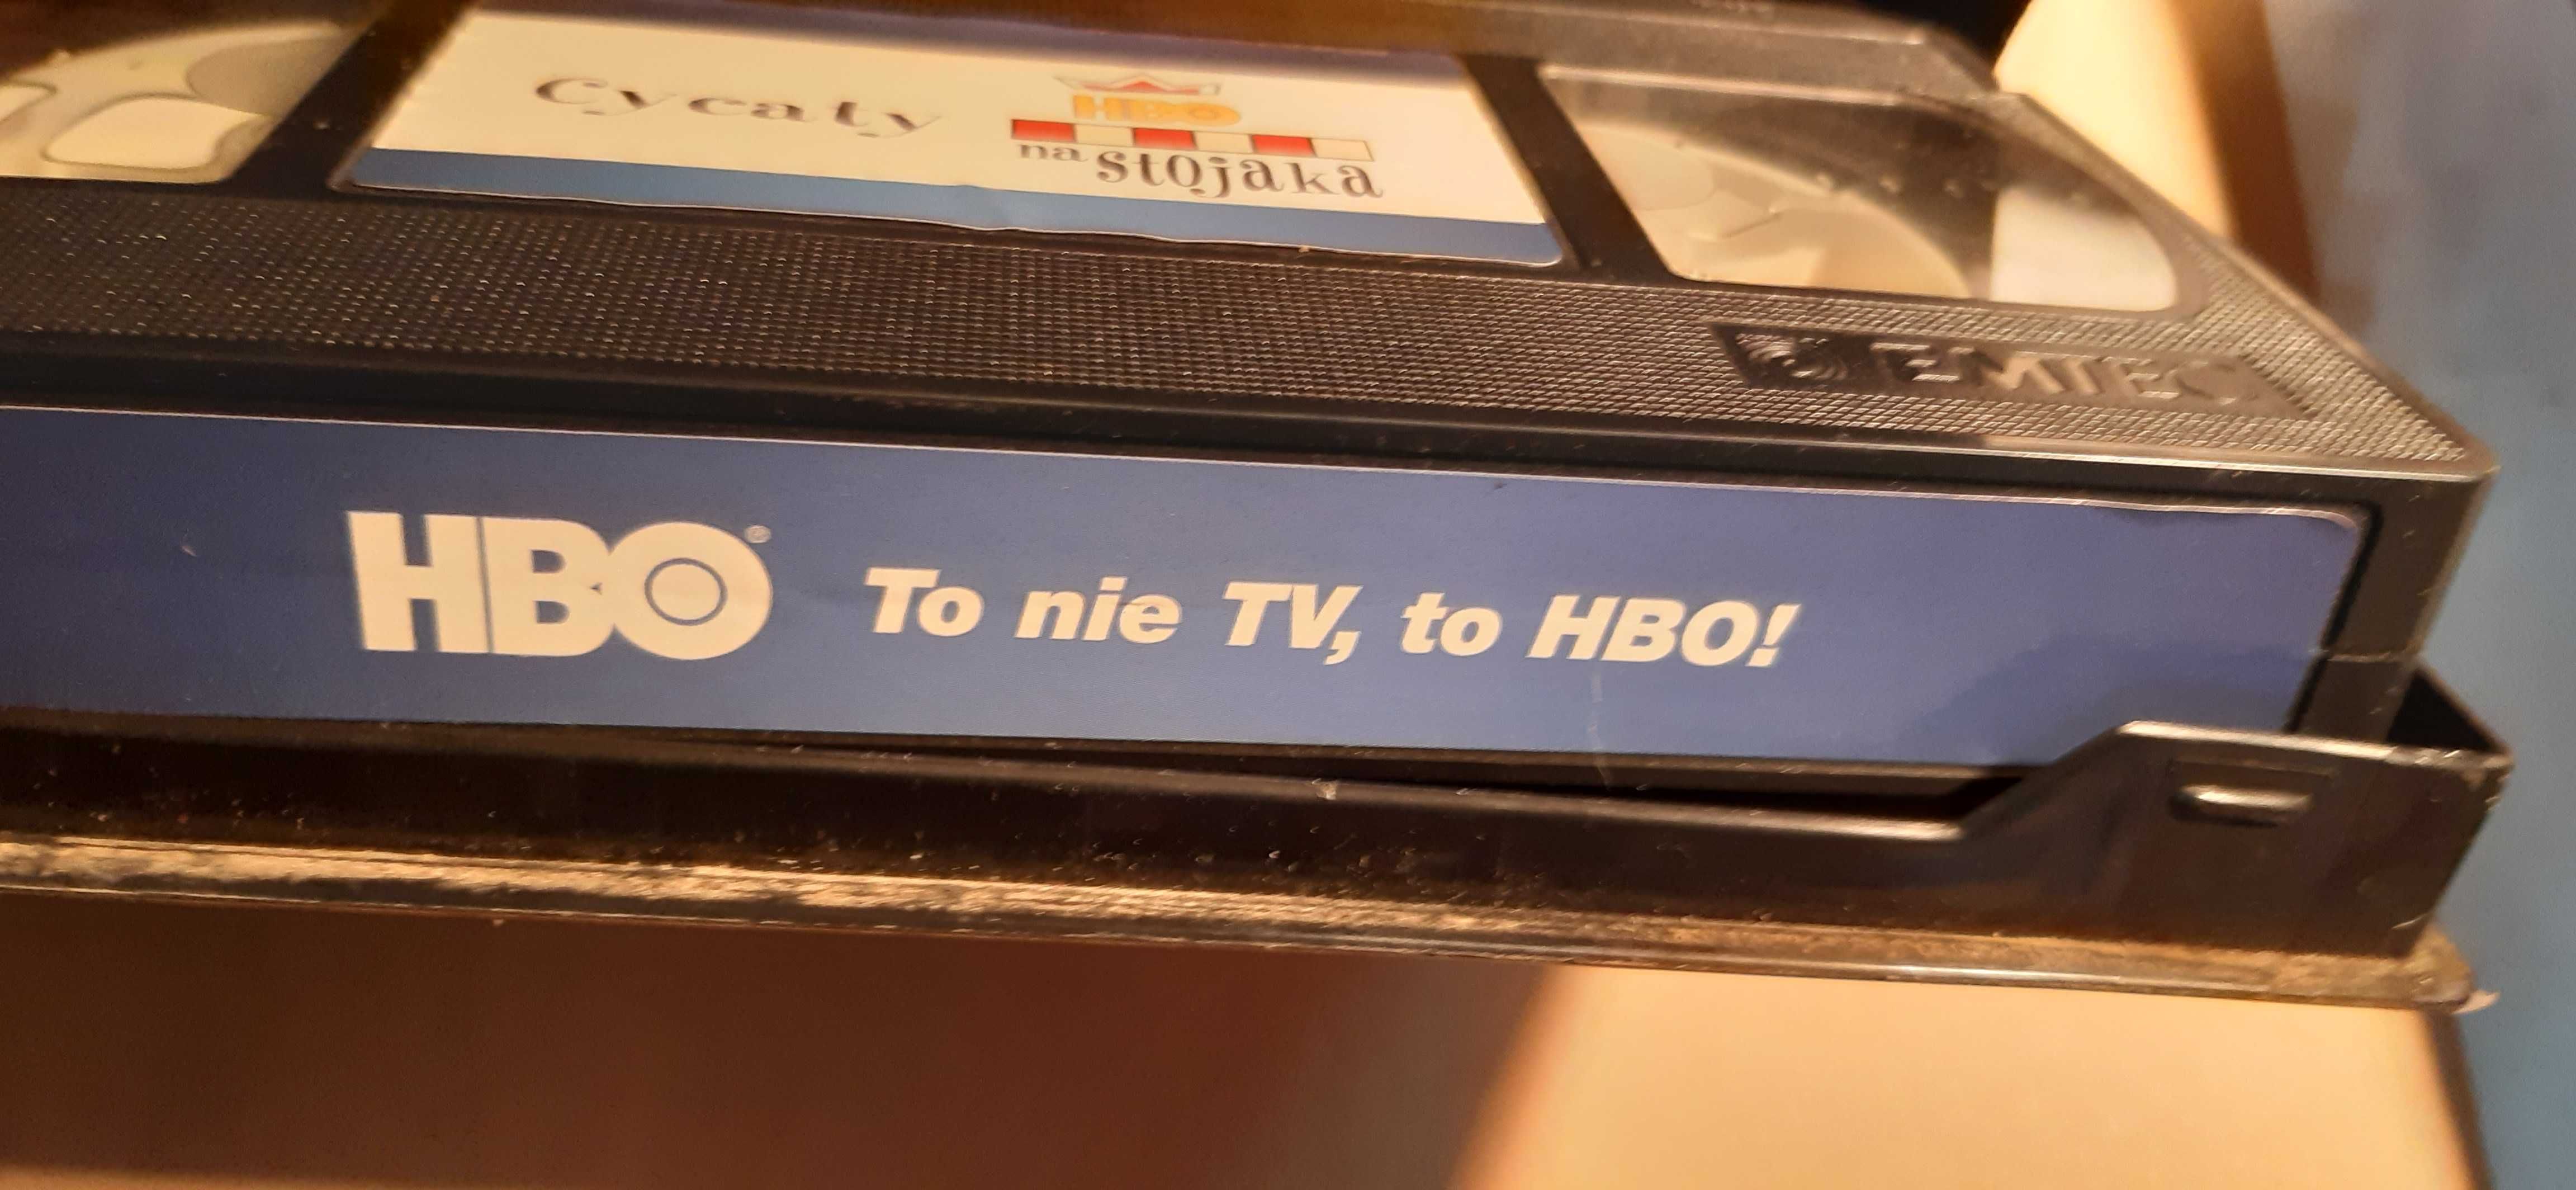 Cycaty
HBO
na stojaka
EMTEC
HBO® To nie TV, to HBO!